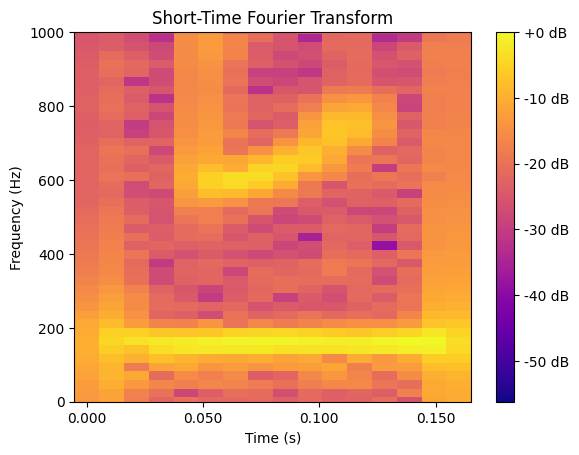 Short-Time Fourier Transform
1000
800
600
400
200
0
Frequency (Hz)
0.000
0.050
0.100
0.150
Time (s)
+0 dB
-10 dB
-20 dB
-30 dB
-40 dB
-50 dB